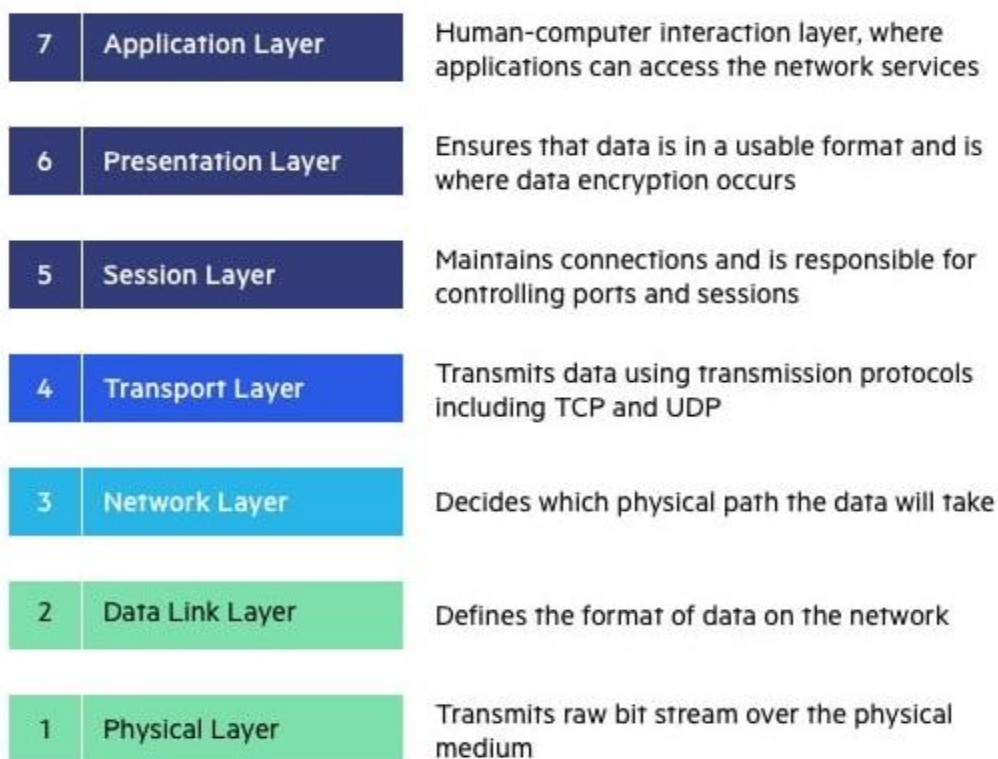 7 Application Layer Human-computer interaction layer, where
applications can access the network services
6 Presentation Layer Ensures that data is in a usable format and is
where data encryption occurs
5 Session Layer Maintains connections and is responsible for
controlling ports and sessions
4 Transport Layer Transmits data using transmission protocols
including TCP and UDP
3 Network Layer Decides which physical path the data will take
2 Data Link Layer Defines the format of data on the network
1 Physical Layer Transmits raw bit stream over the physical
medium